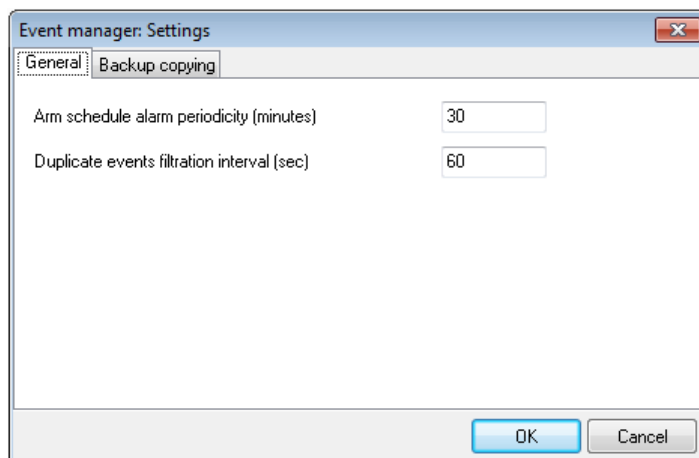 Event manager: Settings
General Backup copying
Arm schedule alarm periodicity (minutes) 30
Duplicate events filtration interval (sec) 60
OK Cancel